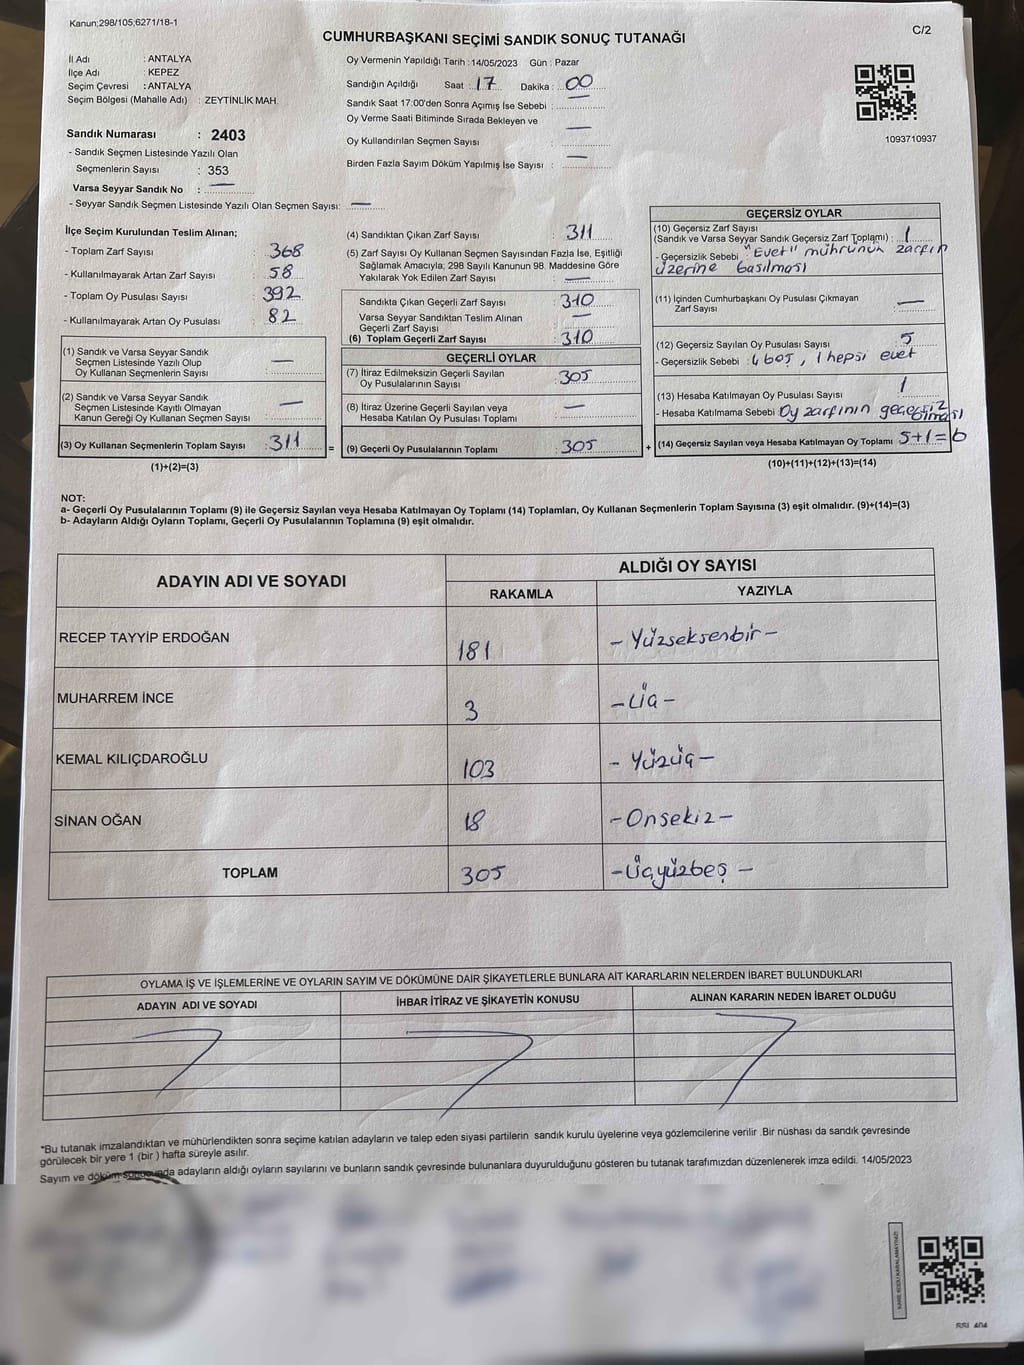 Kanun;298/105,6271/18-1
C/2
CUMHURBAŞKANI SEÇİMİ SANDIK SONUÇ TUTANAĞI
İl Adı : ANTALYA
İlçe Adı : KEPEZ
Seçim Çevresi : ANTALYA
Seçim Bölgesi (Mahalle Adı) : ZEYTİNLİK MAH.
Sandık Numarası : 2403
- Sandık Seçmen Listesinde Yazılı Olan
Seçmenlerin Sayısı : 353
Varsa Seyyar Sandık No : —
- Seyyar Sandık Seçmen Listesinde Yazılı Olan Seçmen Sayısı: —
Oy Vermenin Yapıldığı Tarih : 14/05/2023 Gün : Pazar
Sandığın Açıldığı Saat : 17 Dakika : 00
Sandık Saat 17:00'den Sonra Açımış İse Sebebi : —
Oy Verme Saati Bitiminde Sırada Bekleyen ve
Oy Kullandırılan Seçmen Sayısı : —
Birden Fazla Sayım Döküm Yapılmış İse Sayısı : —
1093710937
İlçe Seçim Kurulundan Teslim Alınan;
- Toplam Zarf Sayısı : 368
- Kullanılmayarak Artan Zarf Sayısı : 58
- Toplam Oy Pusulası Sayısı : 392
- Kullanılmayarak Artan Oy Pusulası : 82
(1) Sandık ve Varsa Seyyar Sandık
Seçmen Listesinde Yazılı Olup
Oy Kullanan Seçmenlerin Sayısı : —
(2) Sandık ve Varsa Seyyar Sandık
Seçmen Listesinde Kayıtlı Olmayan
Kanun Gereği Oy Kullanan Seçmen Sayısı : —
(3) Oy Kullanan Seçmenlerin Toplam Sayısı : 311 =
(1)+(2)=(3)
(4) Sandıktan Çıkan Zarf Sayısı : 311
(5) Zarf Sayısı Oy Kullanan Seçmen Sayısından Fazla İse, Eşitliği
Sağlamak Amacıyla; 298 Sayılı Kanunun 98. Maddesine Göre
Yakılarak Yok Edilen Zarf Sayısı : —
Sandıkta Çıkan Geçerli Zarf Sayısı : 310
Varsa Seyyar Sandıktan Teslim Alınan
Geçerli Zarf Sayısı : —
(6) Toplam Geçerli Zarf Sayısı : 310
GEÇERLİ OYLAR
(7) İtiraz Edilmeksizin Geçerli Sayılan
Oy Pusulalarının Sayısı : 305
(8) İtiraz Üzerine Geçerli Sayılan veya
Hesaba Katılan Oy Pusulası Toplamı : —
(9) Geçerli Oy Pusulalarının Toplamı : 305 +
GEÇERSİZ OYLAR
(10) Geçersiz Zarf Sayısı
(Sandık ve Varsa Seyyar Sandık Geçersiz Zarf Toplamı) : 1
- Geçersizlik Sebebi : "Evet" mührünün zarfın
üzerine basılması
(11) İçinden Cumhurbaşkanı Oy Pusulası Çıkmayan
Zarf Sayısı : —
(12) Geçersiz Sayılan Oy Pusulası Sayısı : 5
- Geçersizlik Sebebi : 4 boş, 1 hepsi evet
(13) Hesaba Katılmayan Oy Pusulası Sayısı : 1
- Hesaba Katılmama Sebebi : Oy zarfının geçersiz
olması
(14) Geçersiz Sayılan veya Hesaba Katılmayan Oy Toplamı : 5+1=6
(10)+(11)+(12)+(13)=(14)
NOT:
a- Geçerli Oy Pusulalarının Toplamı (9) ile Geçersiz Sayılan veya Hesaba Katılmayan Oy Toplamı (14) Toplamları, Oy Kullanan Seçmenlerin Toplam Sayısına (3) eşit olmalıdır. (9)+(14)=(3)
b- Adayların Aldığı Oyların Toplamı, Geçerli Oy Pusulalarının Toplamına (9) eşit olmalıdır.
ADAYIN ADI VE SOYADI
ALDIĞI OY SAYISI
RAKAMLA YAZIYLA
RECEP TAYYİP ERDOĞAN 181 - Yüzseksenbir -
MUHARREM İNCE 3 - Üç -
KEMAL KILIÇDAROĞLU 103 - Yüzüç -
SİNAN OĞAN 18 - Onsekiz -
TOPLAM 305 - Üçyüzbeş -
OYLAMA İŞ VE İŞLEMLERİNE VE OYLARIN SAYIM VE DÖKÜMÜNE DAİR ŞİKAYETLERLE BUNLARA AİT KARARLARIN NELERDEN İBARET BULUNDUKLARI
ADAYIN ADI VE SOYADI İHBAR İTİRAZ VE ŞİKAYETİN KONUSU ALINAN KARARIN NEDEN İBARET OLDUĞU
*Bu tutanak imzalandıktan ve mühürlendikten sonra seçime katılan adayların ve talep eden siyasi partilerin sandık kurulu üyelerine veya gözlemcilerine verilir .Bir nüshası da sandık çevresinde
görülecek bir yere 1 (bir ) hafta süreyle asılır.
Sayım ve döküm sonucunda adayların aldığı oyların sayılarını ve bunların sandık çevresinde bulunanlara duyurulduğunu gösteren bu tutanak tarafımızdan düzenlenerek imza edildi. 14/05/2023